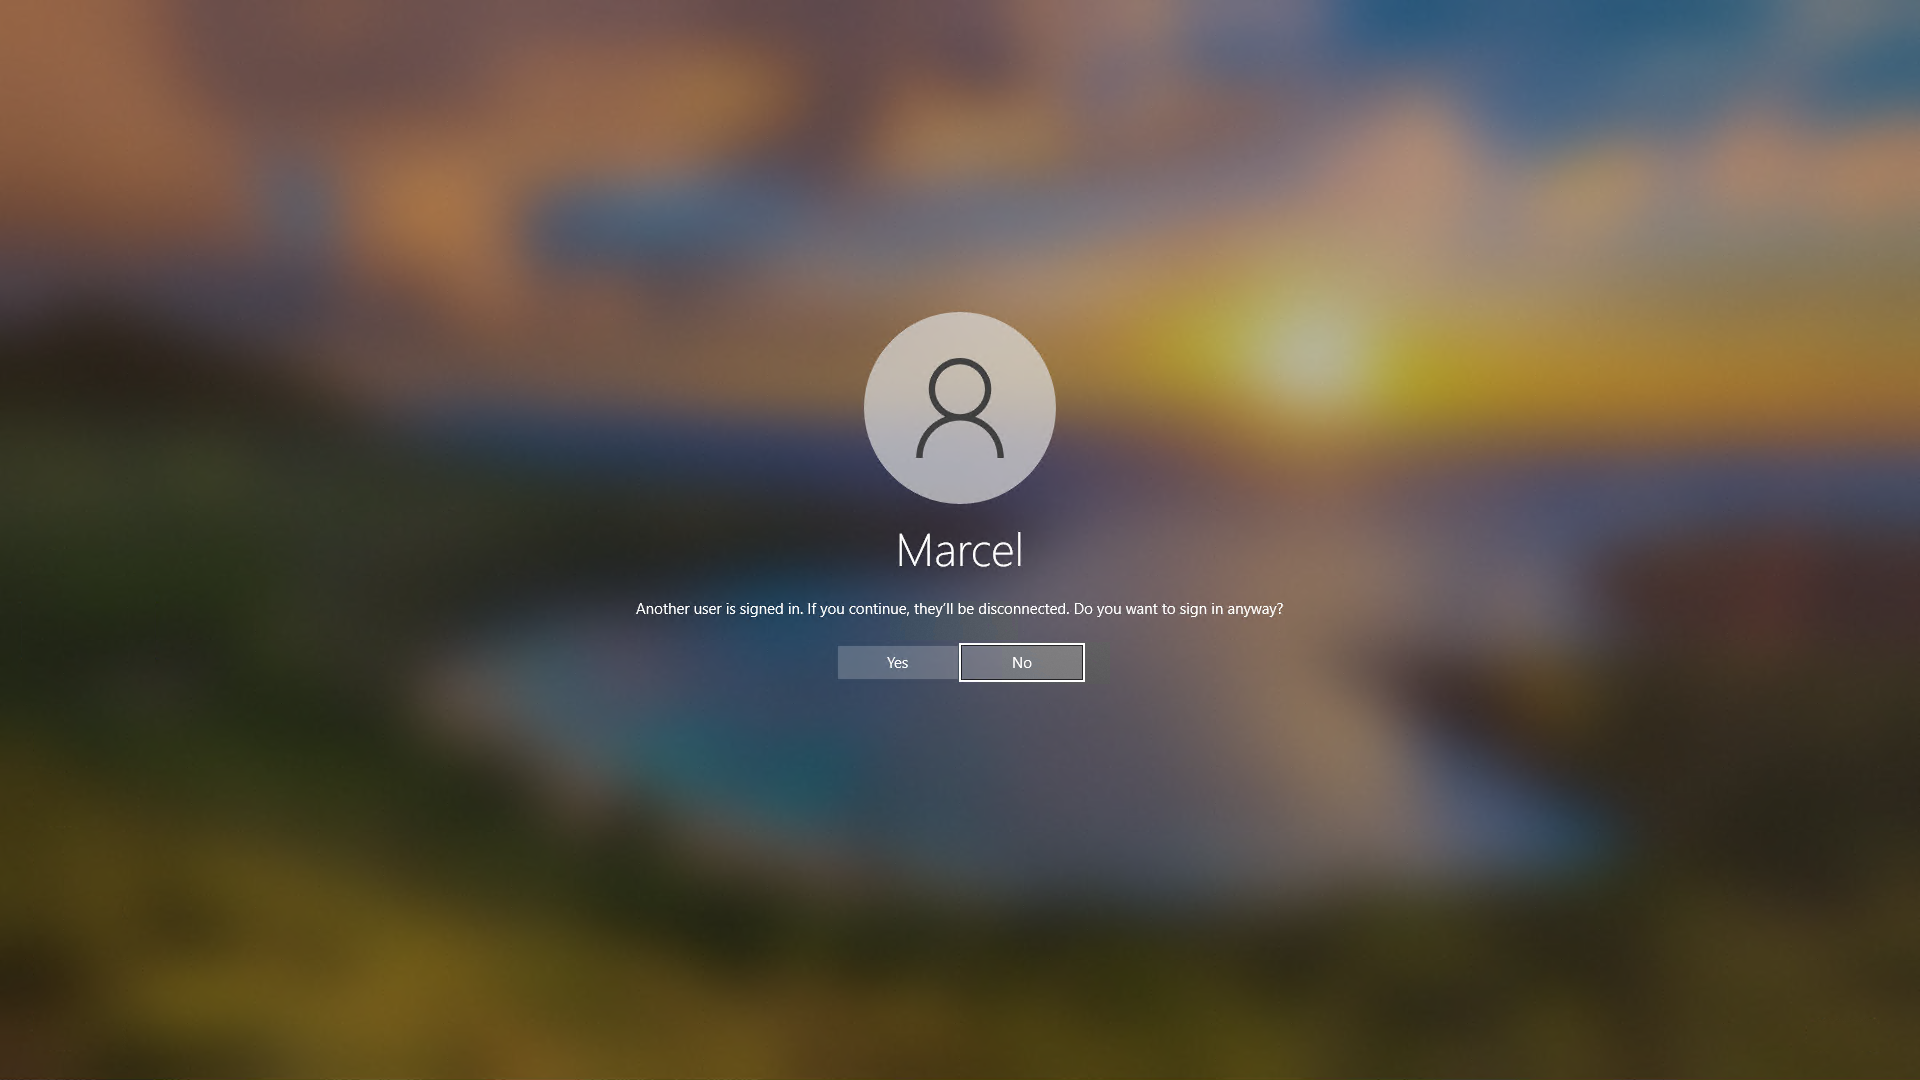 Marcel
Another user is signed in. If you continue, they’ll be disconnected. Do you want to sign in anyway?
Yes
No